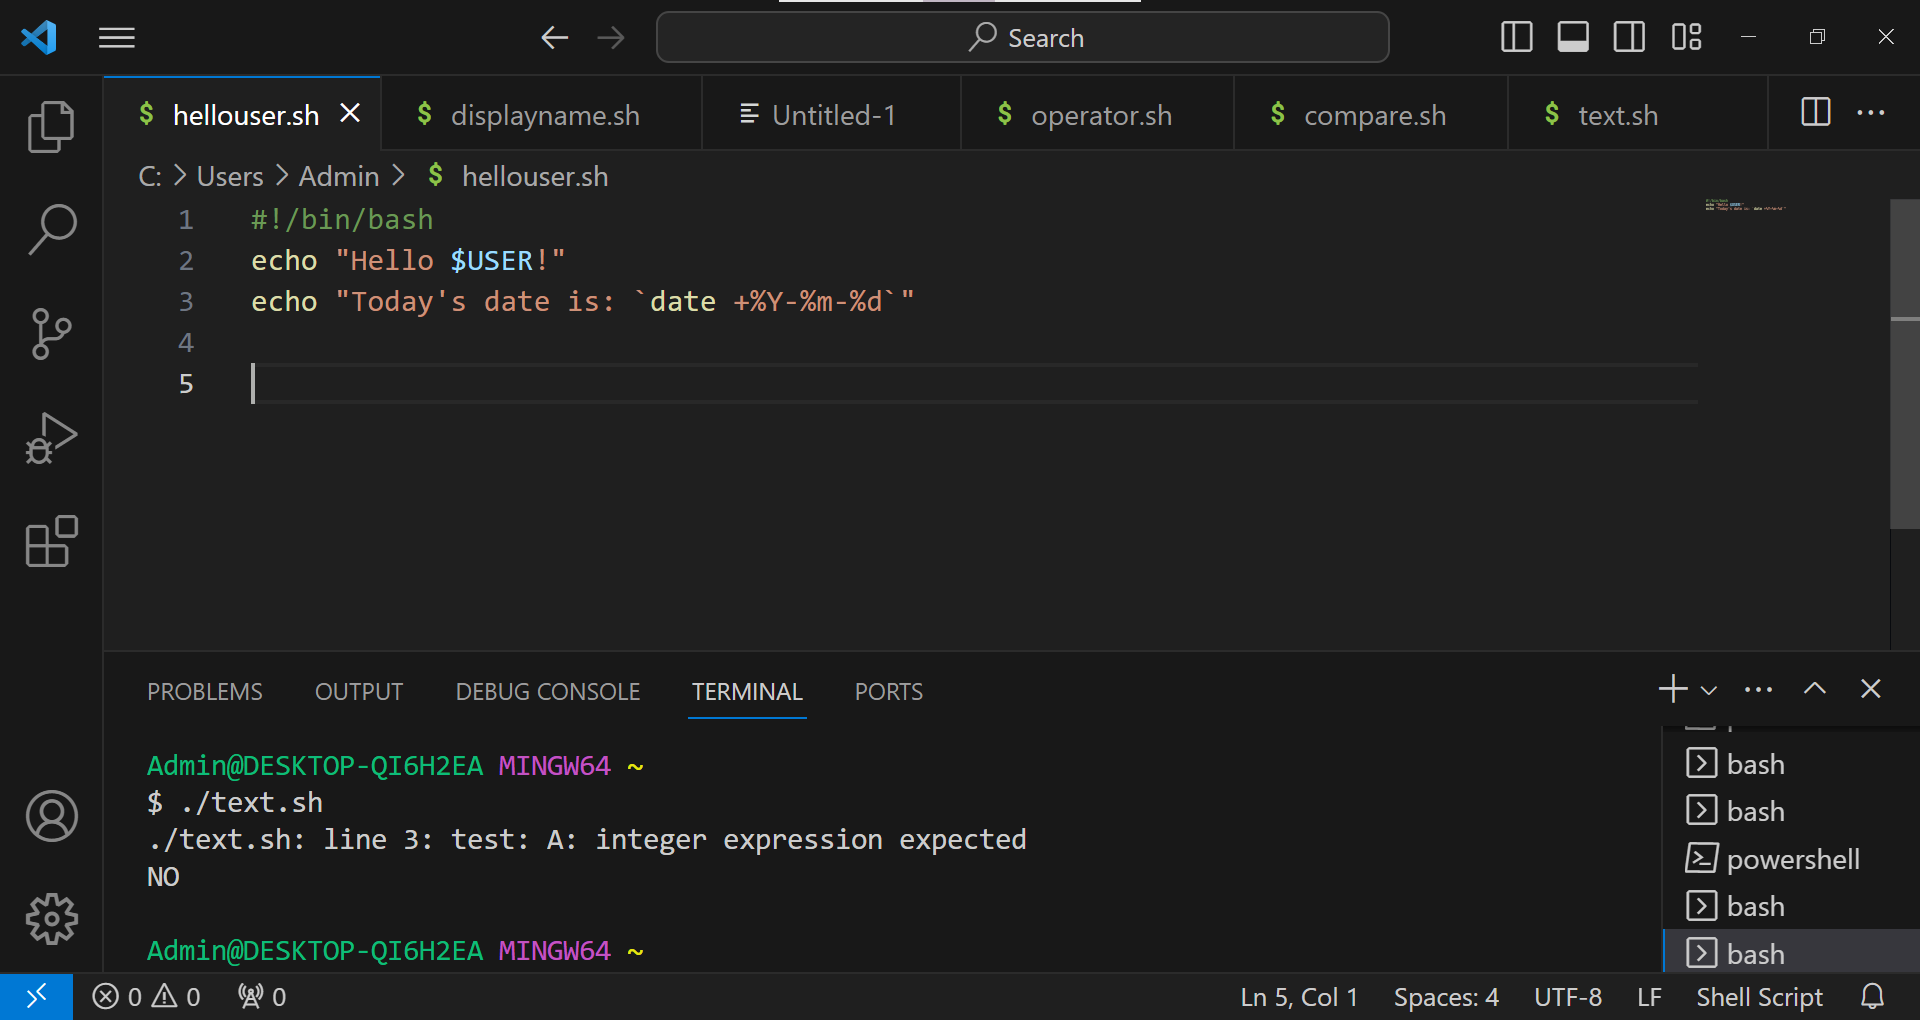 Search
hellouser.sh
displayname.sh
Untitled-1
operator.sh
compare.sh
text.sh
C: > Users > Admin > $ hellouser.sh
1 #!/bin/bash
2 echo "Hello $USER!"
3 echo "Today's date is: `date +%Y-%m-%d`"
4
5
PROBLEMS OUTPUT DEBUG CONSOLE TERMINAL PORTS
Admin@DESKTOP-QI6H2EA MINGW64 ~
$ ./text.sh
./text.sh: line 3: test: A: integer expression expected
NO
Admin@DESKTOP-QI6H2EA MINGW64 ~
bash
bash
powershell
bash
bash
0 0 0
Ln 5, Col 1 Spaces: 4 UTF-8 LF Shell Script